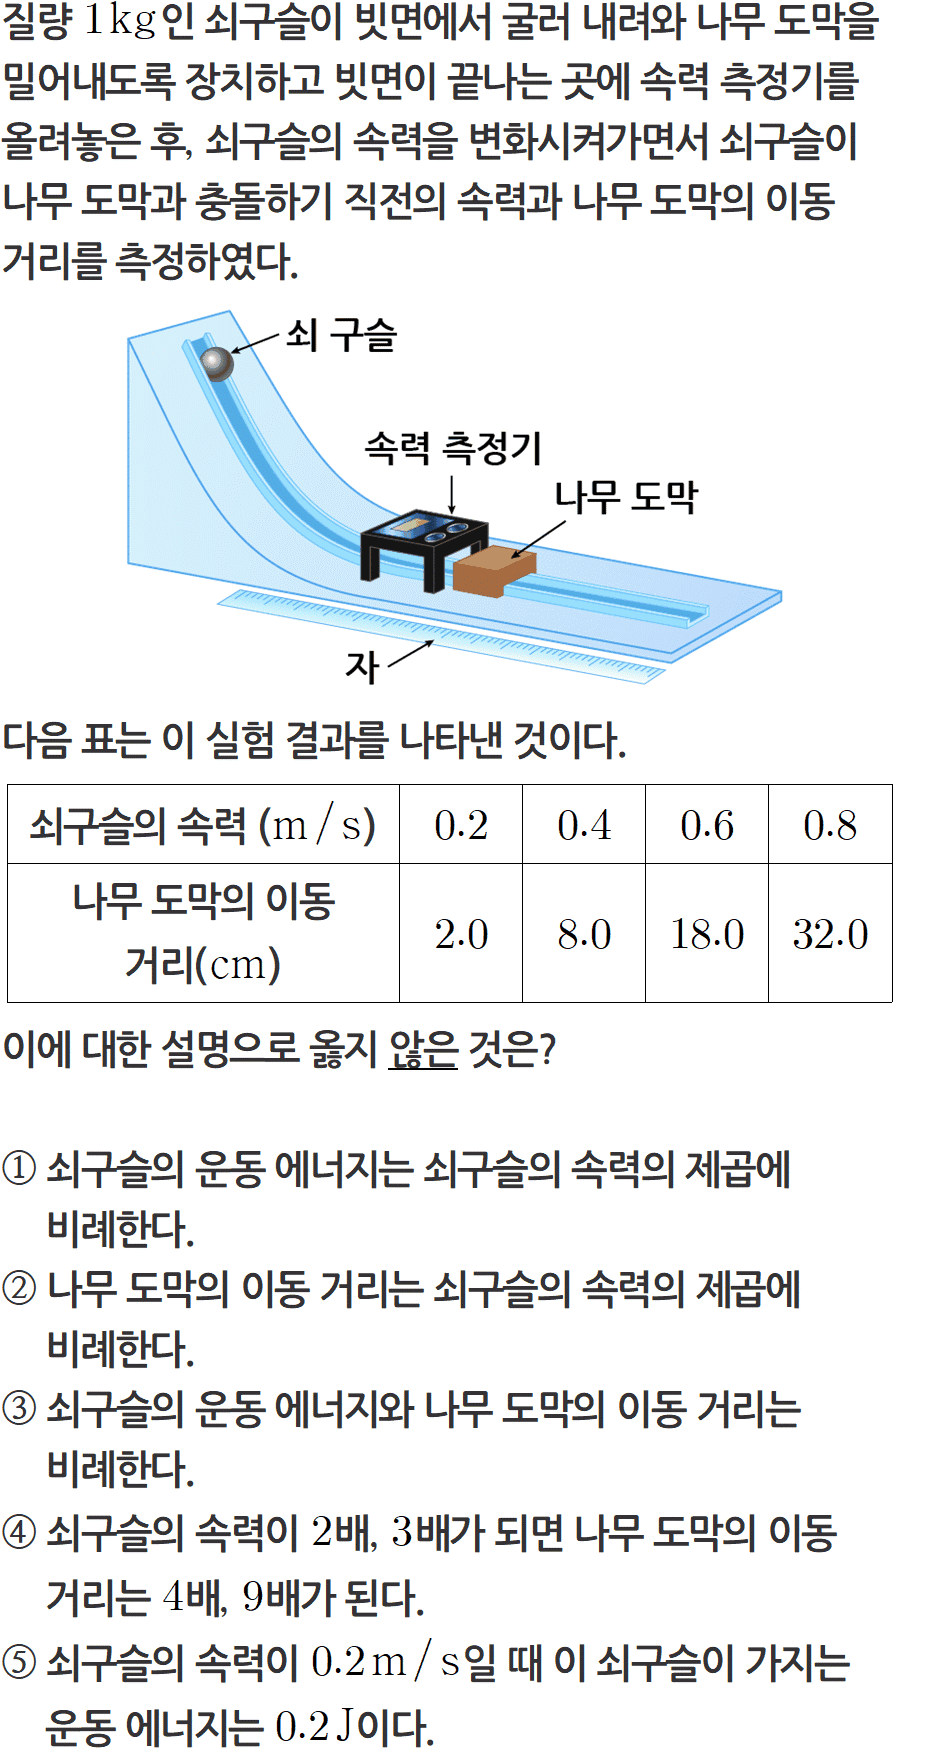 질량 1kg인 쇠구슬이 빗면에서 굴러 내려와 나무 도막을
밀어내도록 장치하고 빗면이 끝나는 곳에 속력 측정기를
올려놓은 후, 쇠구슬의 속력을 변화시켜가면서 쇠구슬이
나무 도막과 충돌하기 직전의 속력과 나무 도막의 이동
거리를 측정하였다.
쇠 구슬
속력 측정기
나무 도막
자
다음 표는 이 실험 결과를 나타낸 것이다.
쇠구슬의 속력 (m/s) 0.2 0.4 0.6 0.8
나무 도막의 이동
거리(cm) 2.0 8.0 18.0 32.0
이에 대한 설명으로 옳지 않은 것은?
① 쇠구슬의 운동 에너지는 쇠구슬의 속력의 제곱에
비례한다.
② 나무 도막의 이동 거리는 쇠구슬의 속력의 제곱에
비례한다.
③ 쇠구슬의 운동 에너지와 나무 도막의 이동 거리는
비례한다.
④ 쇠구슬의 속력이 2배, 3배가 되면 나무 도막의 이동
거리는 4배, 9배가 된다.
⑤ 쇠구슬의 속력이 0.2m/s일 때 이 쇠구슬이 가지는
운동 에너지는 0.2J이다.